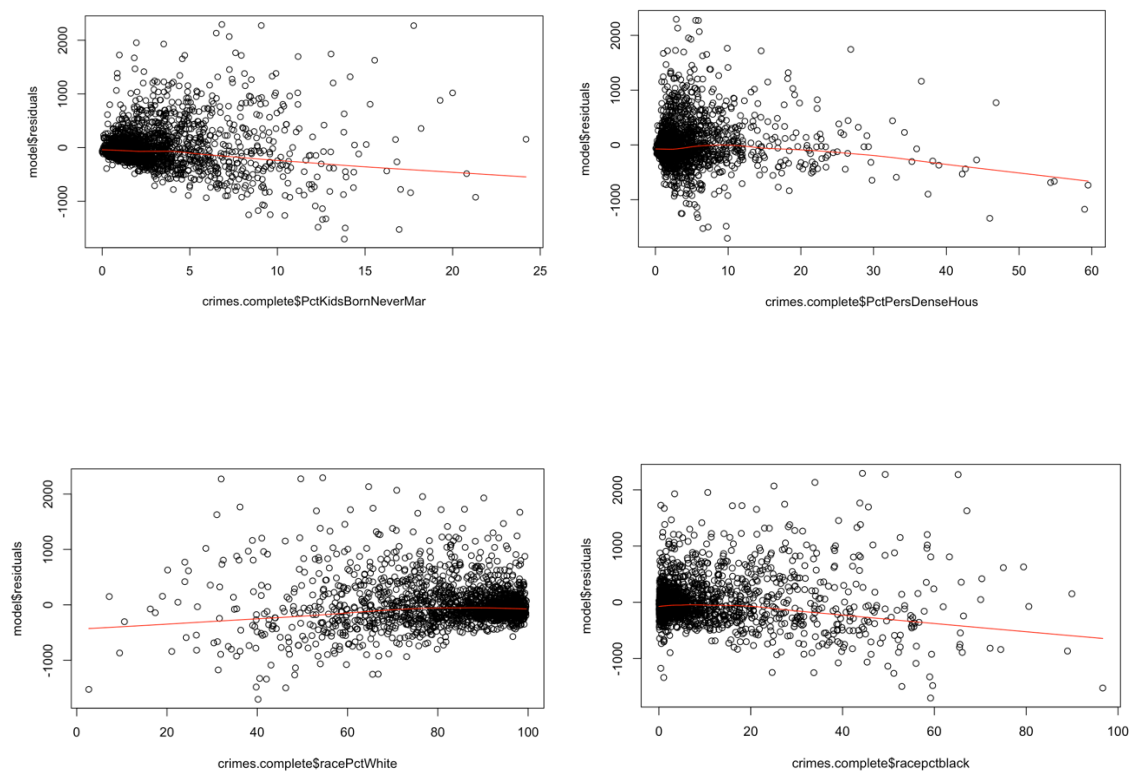 model$residuals
2000
1000
0
-1000
0 5 10 15 20 25
crimes.complete$PctKidsBornNeverMar
model$residuals
2000
1000
0
-1000
0 10 20 30 40 50 60
crimes.complete$PctPersDenseHous
model$residuals
2000
1000
0
-1000
0 20 40 60 80 100
crimes.complete$racePctWhite
model$residuals
2000
1000
0
-1000
0 20 40 60 80 100
crimes.complete$racepctblack